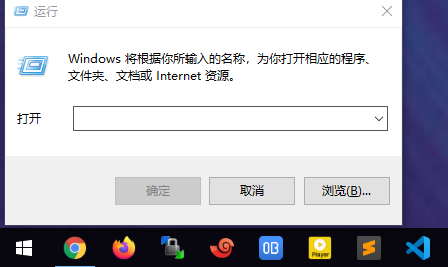 运行
Windows 将根据你所输入的名称，为你打开相应的程序、
文件夹、文档或 Internet 资源。
打开
确定
取消
浏览(B)...
OB
Player